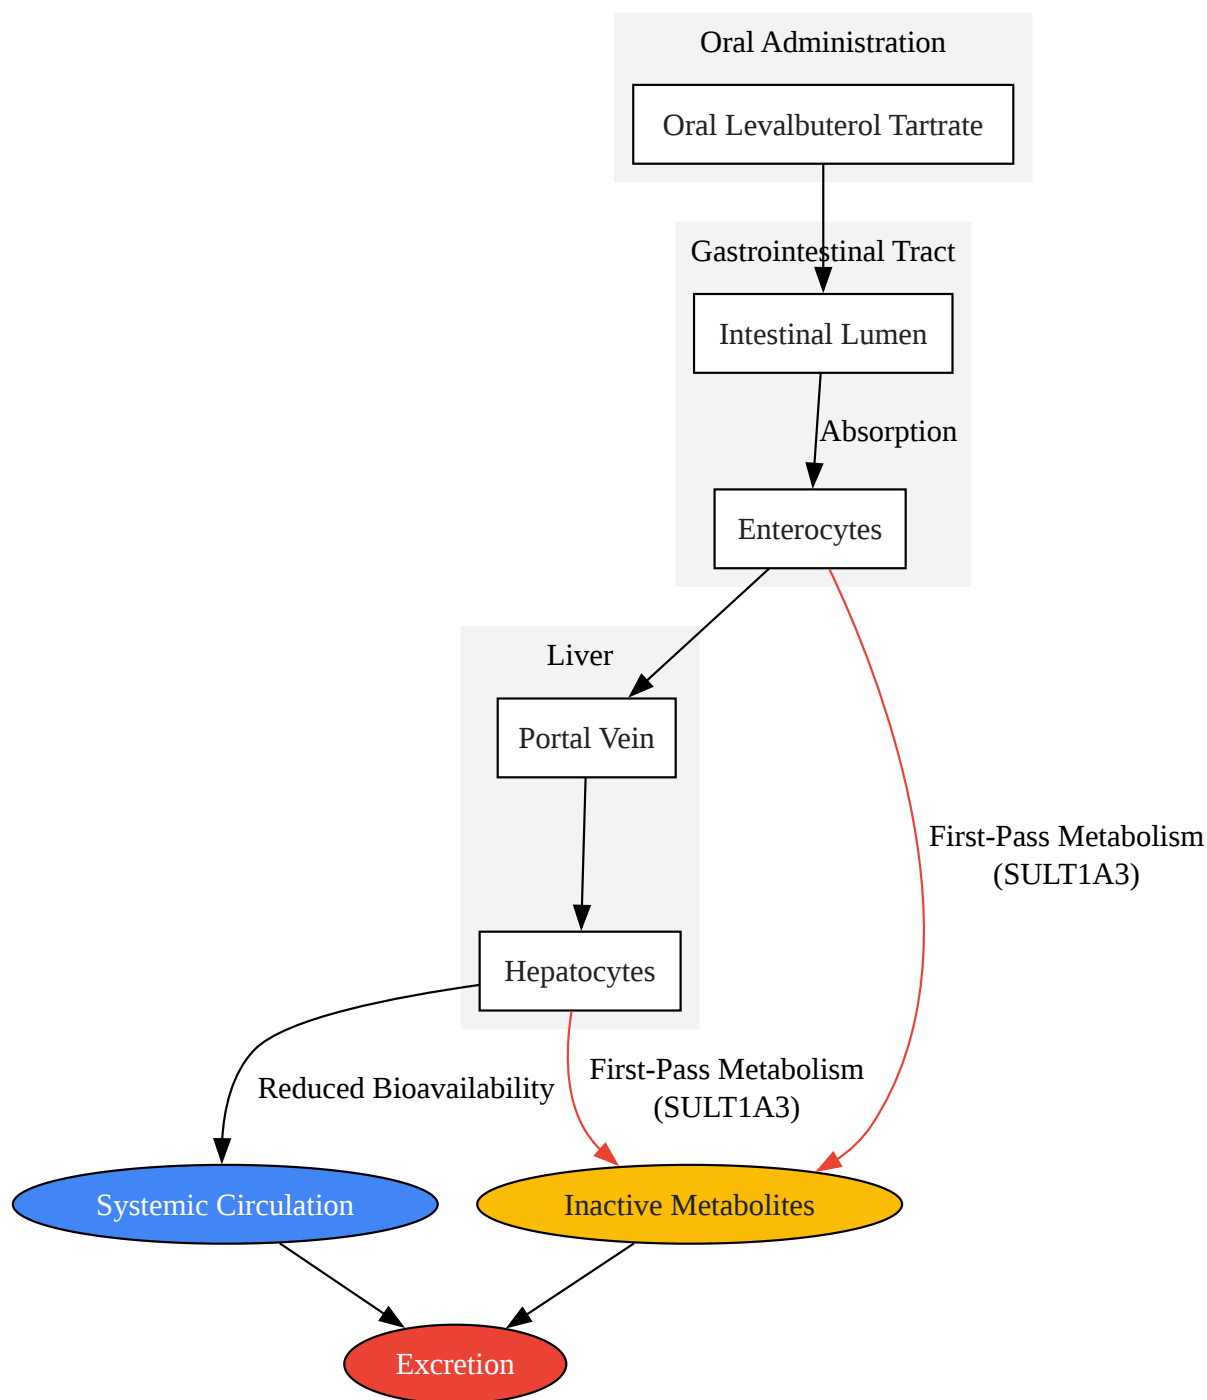 Oral Administration
Oral Levalbuterol Tartrate
Gastrointestinal Tract
Intestinal Lumen
Absorption
Enterocytes
Liver
Portal Vein
First-Pass Metabolism
(SULT1A3)
Hepatocytes
Reduced Bioavailability
First-Pass Metabolism
(SULT1A3)
Systemic Circulation
Inactive Metabolites
Excretion